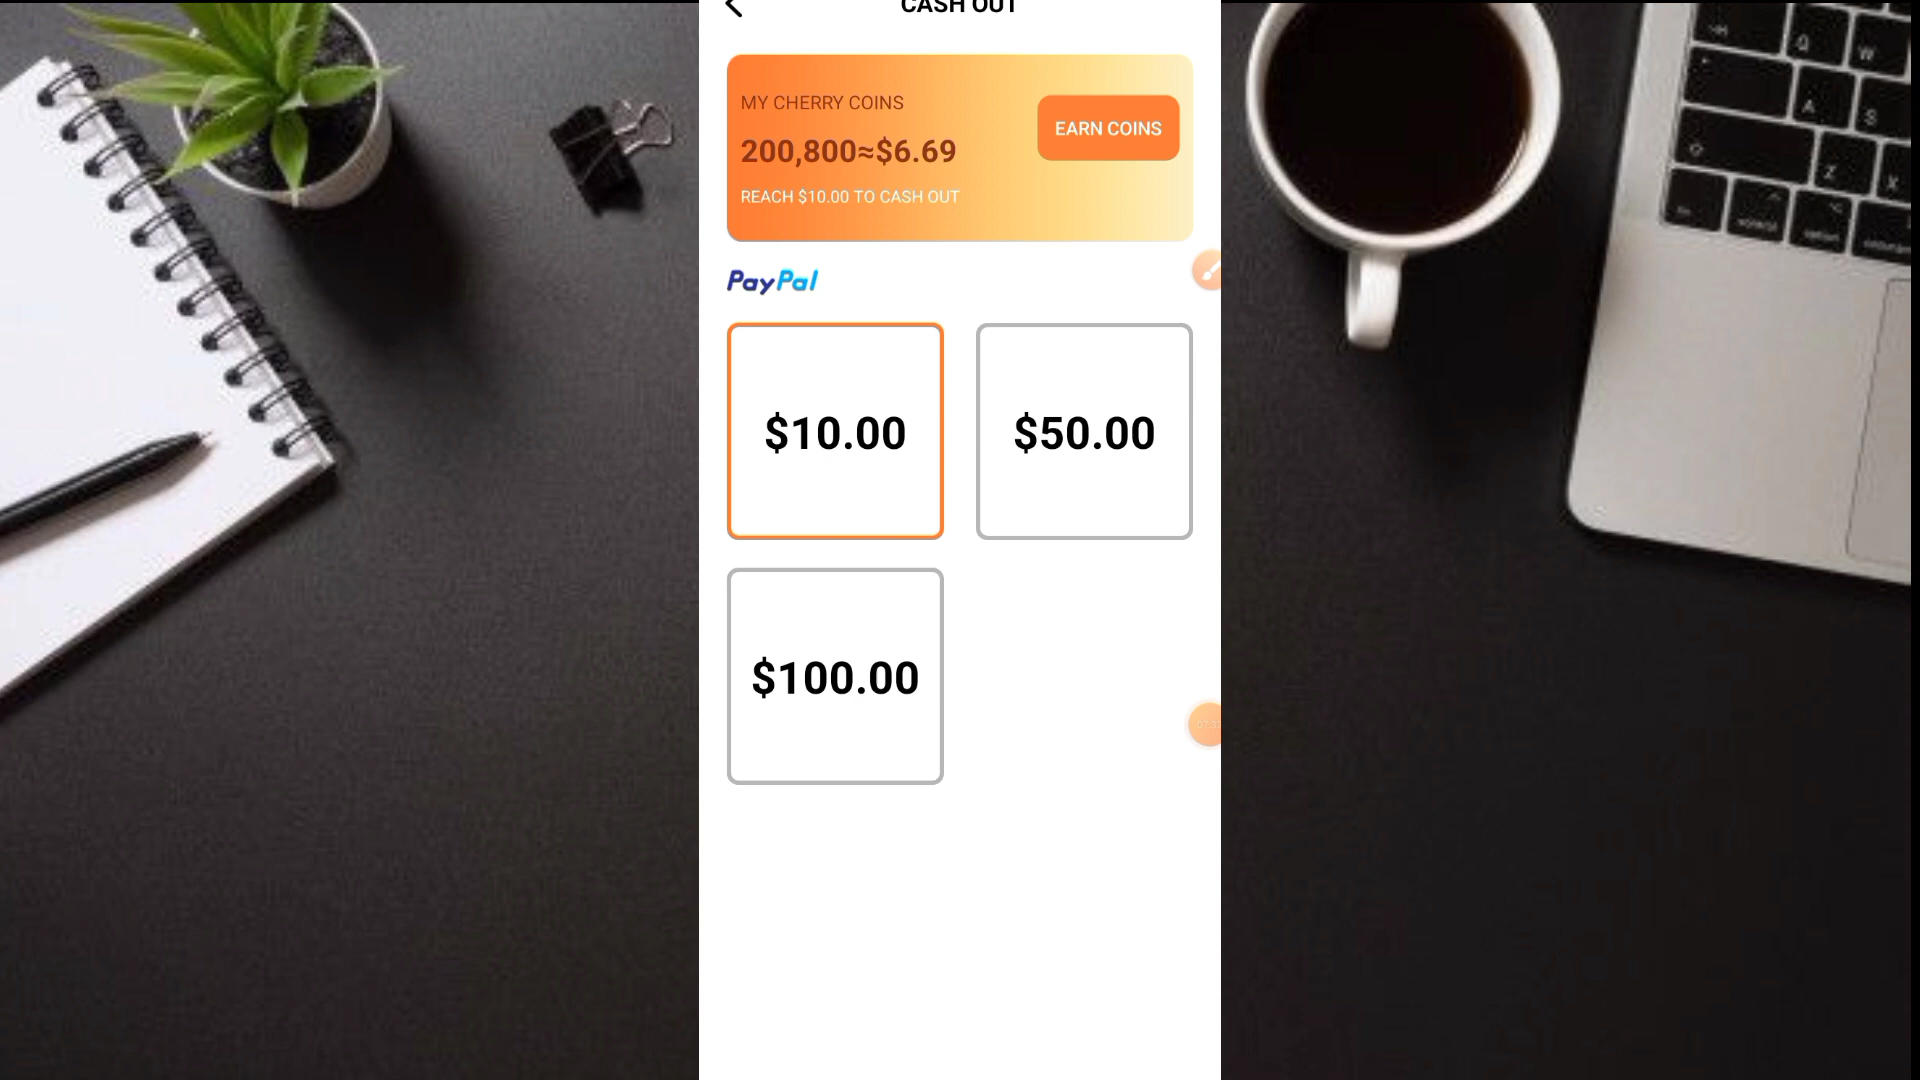 CASH OUT
MY CHERRY COINS
200,800≈$6.69
REACH $10.00 TO CASH OUT
EARN COINS
PayPal
$10.00
$50.00
$100.00
Q
W
A
S
Z
X
option